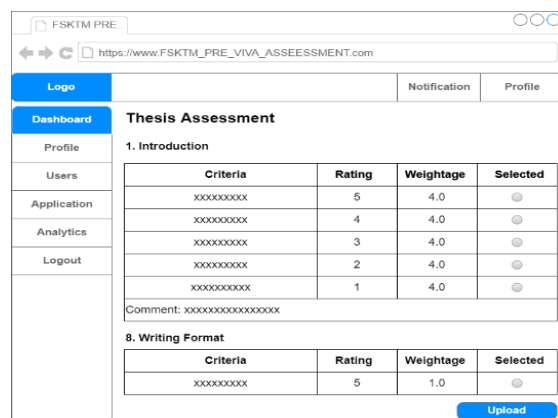 FSKTM PRE..
https://www.FSKTM_PRE_VIVA_ASSEESSMENT.com
Logo Notification Profile
Dashboard
Profile
Users
Application
Analytics
Logout
Thesis Assessment
1. Introduction
Criteria Rating Weightage Selected
xxxxxxxxx 5 4.0
xxxxxxxxx 4 4.0
xxxxxxxxx 3 4.0
xxxxxxxxx 2 4.0
xxxxxxxxxx 1 4.0
Comment: xxxxxxxxxxxxxxxx
8. Writing Format
Criteria Rating Weightage Selected
xxxxxxxxx 5 1.0
Upload